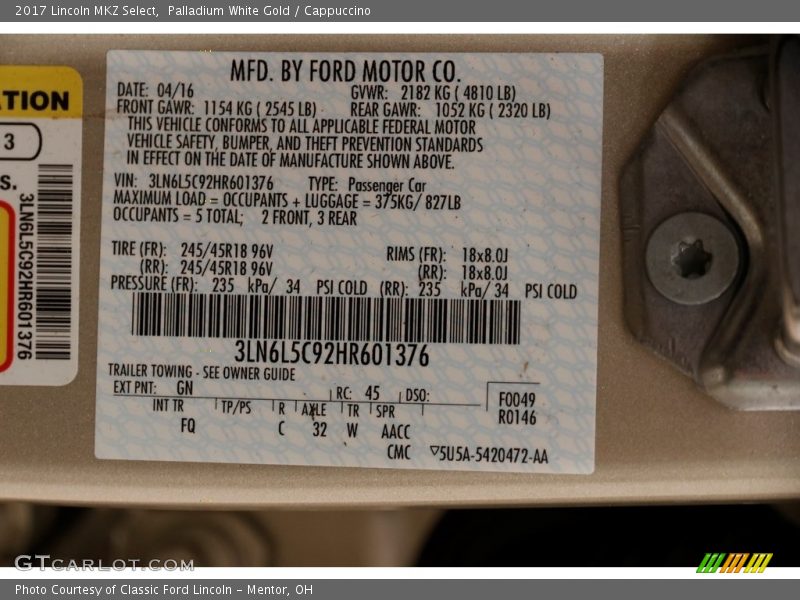 2017 Lincoln MKZ Select,  Palladium White Gold / Cappuccino
MFD. BY FORD MOTOR CO.
DATE: 04/16 GVWR: 2182 KG ( 4810 LB)
FRONT GAWR: 1154 KG ( 2545 LB) REAR GAWR: 1052 KG ( 2320 LB)
THIS VEHICLE CONFORMS TO ALL APPLICABLE FEDERAL MOTOR
VEHICLE SAFETY, BUMPER, AND THEFT PREVENTION STANDARDS
IN EFFECT ON THE DATE OF MANUFACTURE SHOWN ABOVE.
VIN: 3LN6L5C92HR601376 TYPE: Passenger Car
MAXIMUM LOAD = OCCUPANTS + LUGGAGE = 375KG/ 827LB
OCCUPANTS = 5 TOTAL; 2 FRONT, 3 REAR
TIRE (FR): 245/45R18 96V RIMS (FR): 18x8.0J
(RR): 245/45R18 96V (RR): 18x8.0J
PRESSURE (FR): 235 kPa/ 34 PSI COLD (RR): 235 kPa/ 34 PSI COLD
3LN6L5C92HR601376
TRAILER TOWING - SEE OWNER GUIDE
EXT PNT: GN RC: 45 DSO: F0049
INT TR TP/PS R AXLE TR SPR R0146
FQ C 32 W AACC
CMC ▽5U5A-5420472-AA
ATION
3
S.
3LN6L5C92HR601376
GTCarlot.com
Photo Courtesy of Classic Ford Lincoln – Mentor, OH